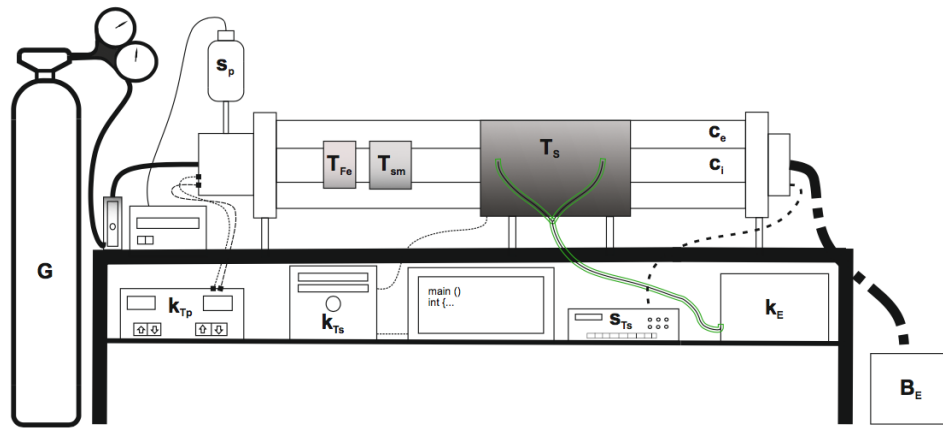 s_p
c_e
T_s
T_Fe
T_sm
c_i
G
k_Tp
k_Ts
main ()
int {...
s_Ts
k_E
B_E